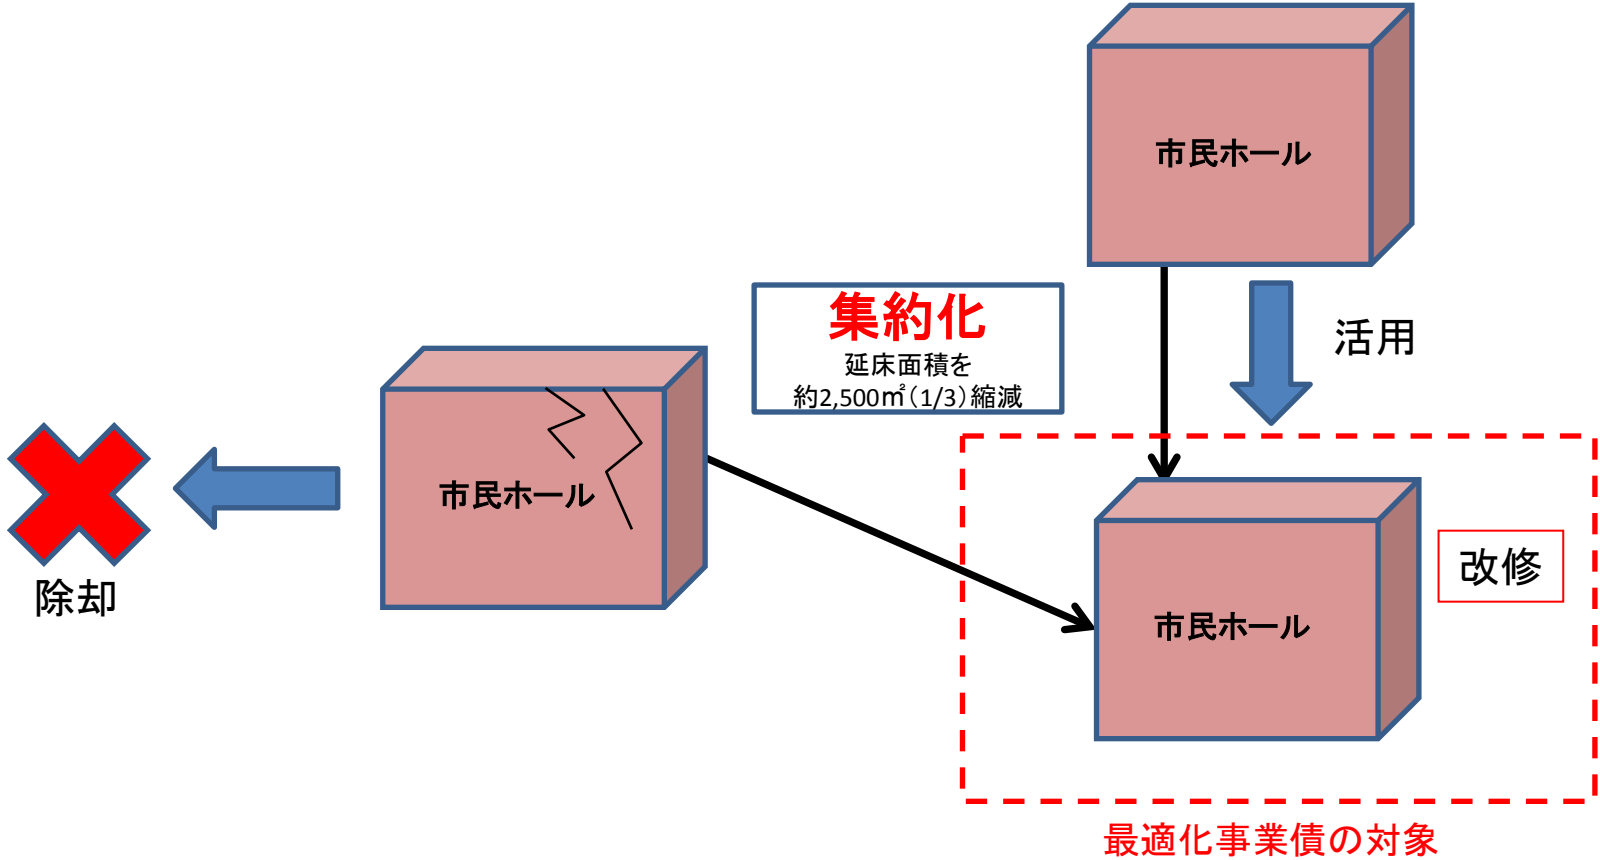 市民ホール
集約化
延床面積を
約2,500㎡（1/3）縮減
活用
市民ホール
除却
改修
市民ホール
最適化事業債の対象